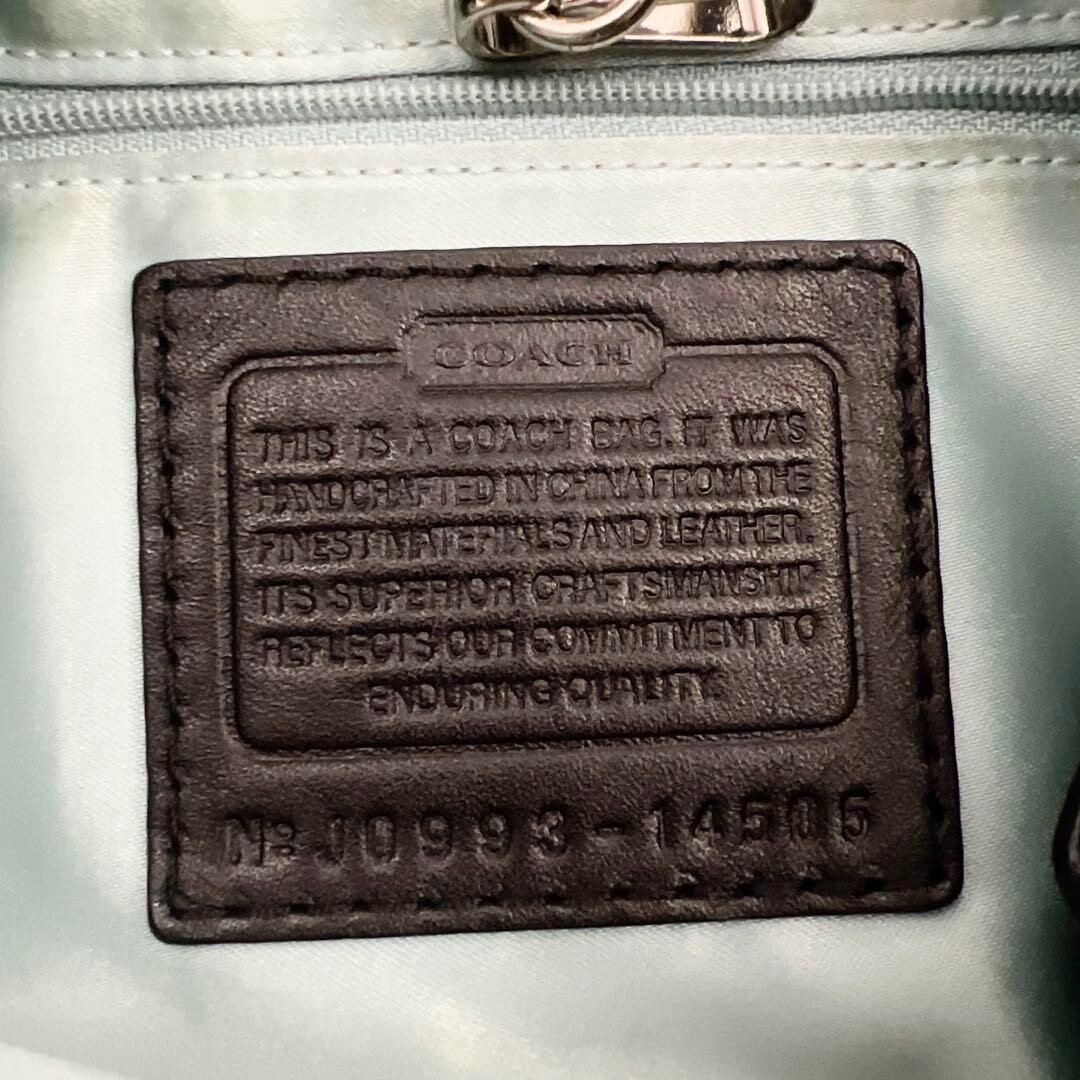 COACH
THIS IS A COACH BAG. IT WAS
HANDCRAFTED IN CHINA FROM THE
FINEST MATERIALS AND LEATHER.
ITS SUPERIOR CRAFTSMANSHIP
REFLECTS OUR COMMITMENT TO
ENDURING QUALITY.
Nº J0993-14505